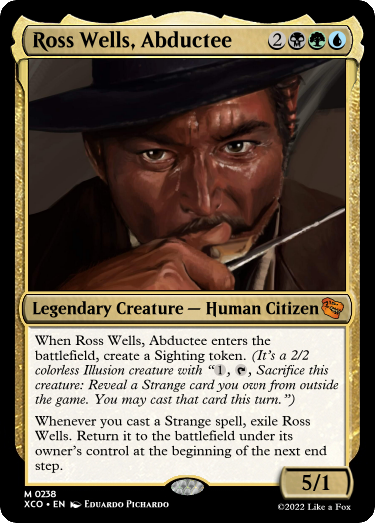 Ross Wells, Abductee 2
Legendary Creature — Human Citizen
When Ross Wells, Abductee enters the
battlefield, create a Sighting token. (It's a 2/2
colorless Illusion creature with "1, T, Sacrifice this
creature: Reveal a Strange card you own from outside
the game. You may cast that card this turn.")
Whenever you cast a Strange spell, exile Ross
Wells. Return it to the battlefield under its
owner's control at the beginning of the next end
step.
5/1
M 0238
XCO • EN Eduardo Pichardo
©2022 Like a Fox